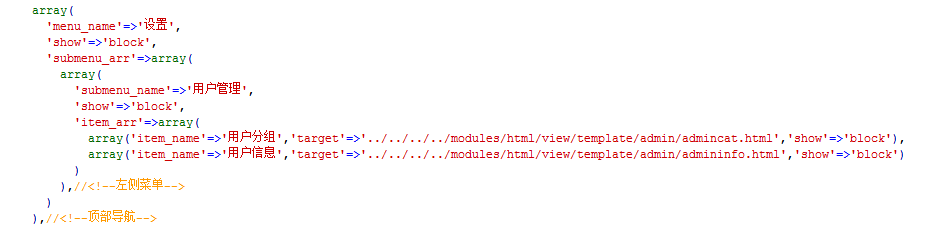 array(
'menu_name'=>'设置',
'show'=>'block',
'submenu_arr'=>array(
array(
'submenu_name'=>'用户管理',
'show'=>'block',
'item_arr'=>array(
array('item_name'=>'用户分组','target'=>'../../../../modules/html/view/template/admin/admincat.html','show'=>'block'),
array('item_name'=>'用户信息','target'=>'../../../../modules/html/view/template/admin/admininfo.html','show'=>'block')
)
),//<!--左侧菜单-->
)
),//<!--顶部导航-->